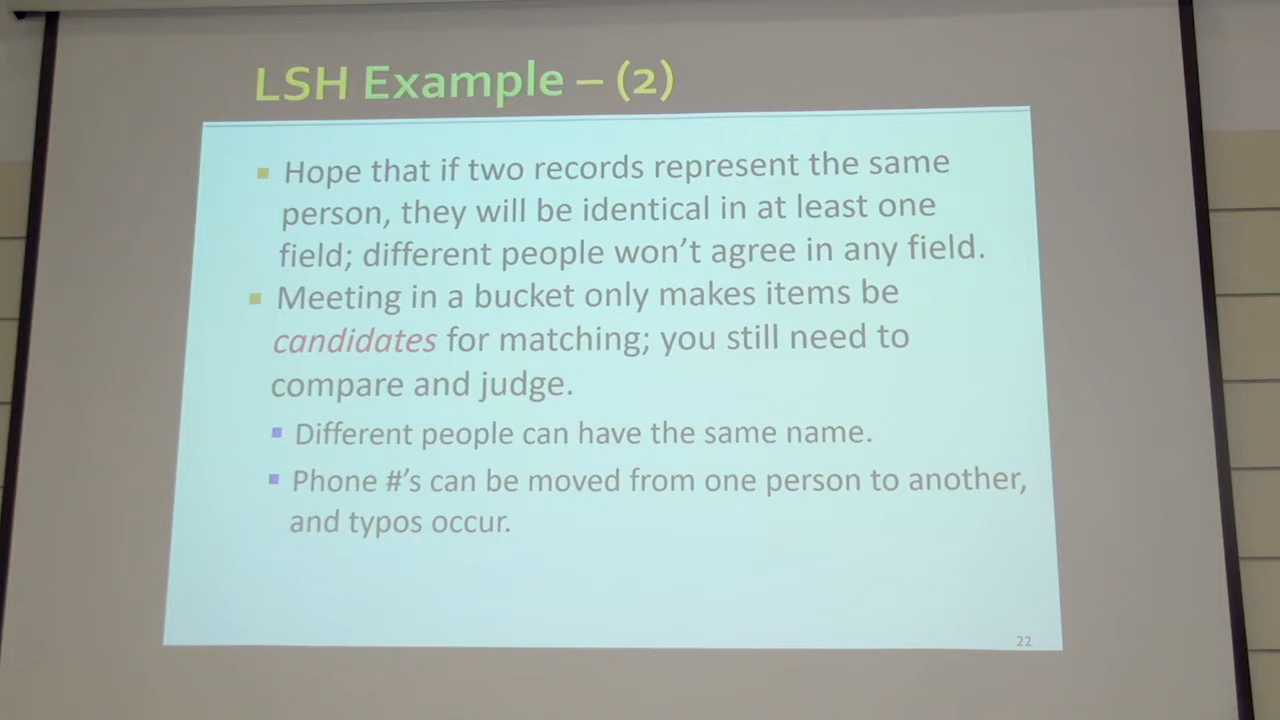 LSH Example – (2)
Hope that if two records represent the same
person, they will be identical in at least one
field; different people won’t agree in any field.
Meeting in a bucket only makes items be
candidates for matching; you still need to
compare and judge.
Different people can have the same name.
Phone #’s can be moved from one person to another,
and typos occur.
22